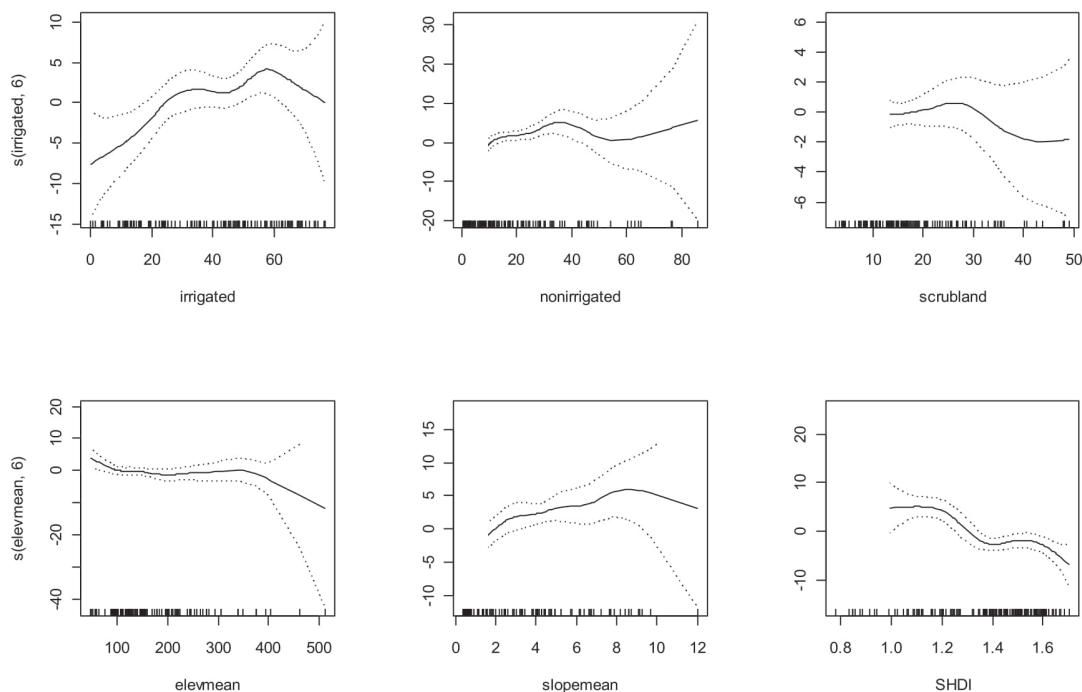 s(irrigated, 6)
10
5
0
-5
-10
-15
0 20 40 60 80
irrigated
30
20
10
0
-10
-20
0 20 40 60 80
nonirrigated
6
4
2
0
-2
-4
-6
10 20 30 40 50
scrubland
s(elevmean, 6)
20
10
0
-20
-40
100 200 300 400 500
elevmean
15
10
5
0
-5
-10
0 2 4 6 8 10 12
slopemean
20
10
0
-10
0.8 1.0 1.2 1.4 1.6
SHDI